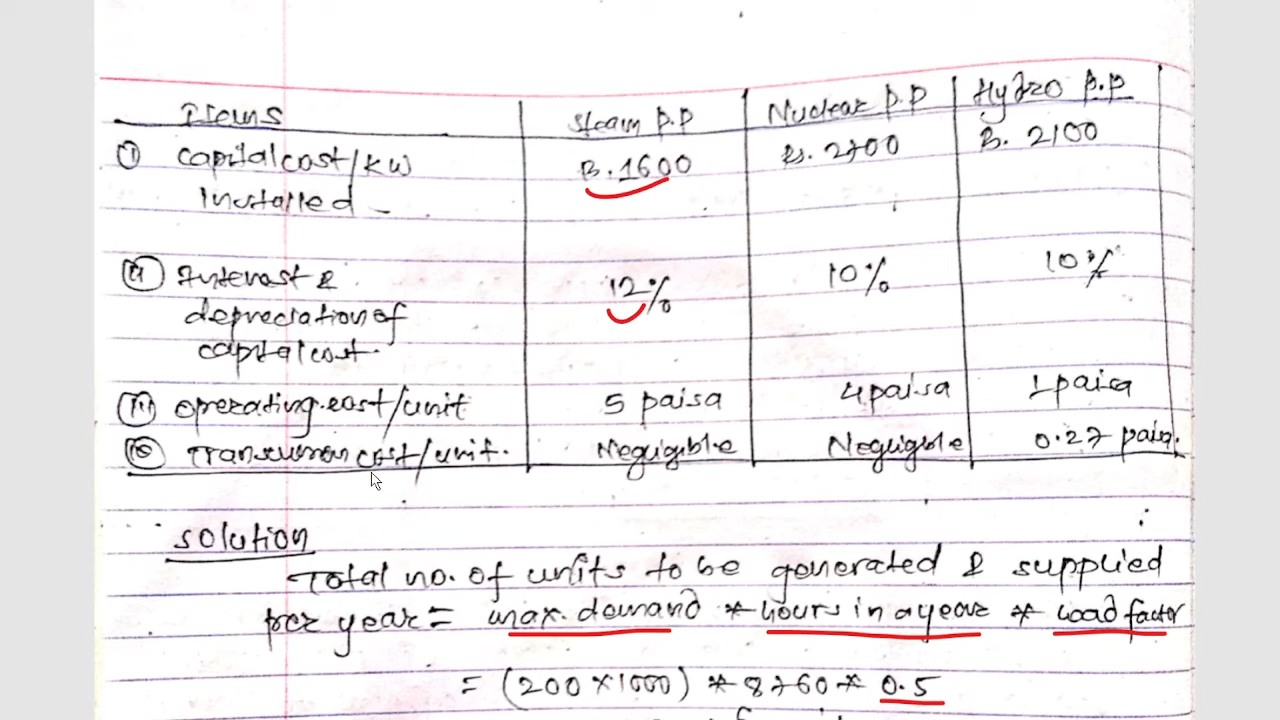 Items Steam P.P Nuclear P.P Hydro P.P
(i) capital cost/kW Rs. 1600 Rs. 2700 Rs. 2100
Installed
(ii) Interest &
12% 10% 10%
depreciation of
capital cost.
(iii) operating cost/unit 5 paisa 4 paisa 1 paisa
(iv) Transmission cost/unit. Negligible Negligible 0.27 paisa.
Solution
Total no. of units to be generated & supplied
per year = max. demand * hours in a year * load factor
= (200 × 1000) * 8760 * 0.5